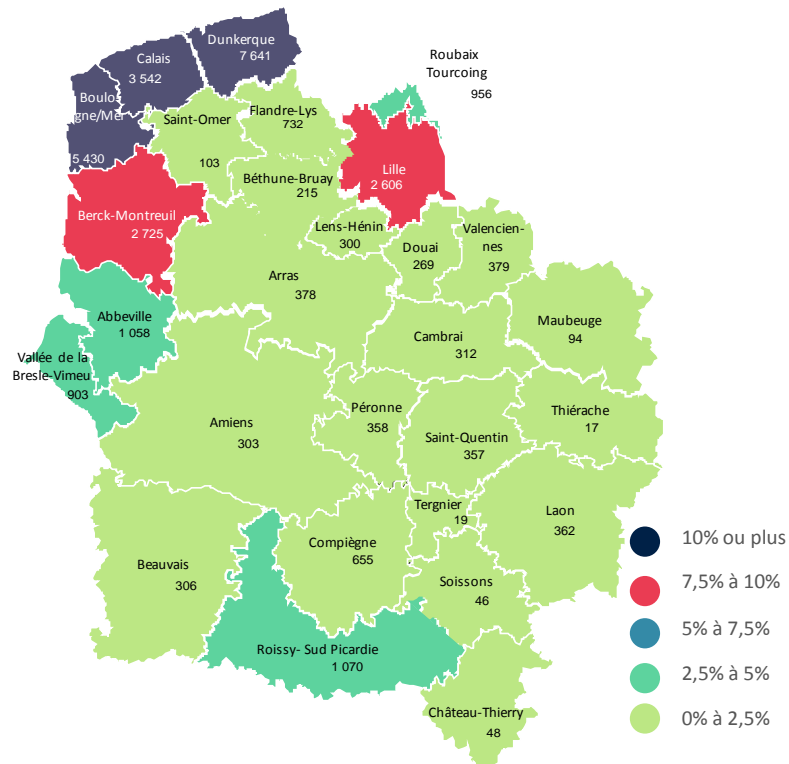 Dunkerque
7 641
Calais
3 542
Roubaix
Tourcoing
956
Boulo
gne/Mer
5 430
Saint-Omer
103
Flandre-Lys
732
Lille
2 606
Béthune-Bruay
215
Berck-Montreuil
2 725
Lens-Hénin
300
Douai
269
Valencien-
nes
379
Arras
378
Abbeville
1 058
Cambrai
312
Maubeuge
94
Vallée de la
Bresle-Vimeu
903
Amiens
303
Péronne
358
Saint-Quentin
357
Thiérache
17
Tergnier
19
Laon
362
Beauvais
306
Compiègne
655
Soissons
46
Roissy- Sud Picardie
1 070
Château-Thierry
48
10% ou plus
7,5% à 10%
5% à 7,5%
2,5% à 5%
0% à 2,5%